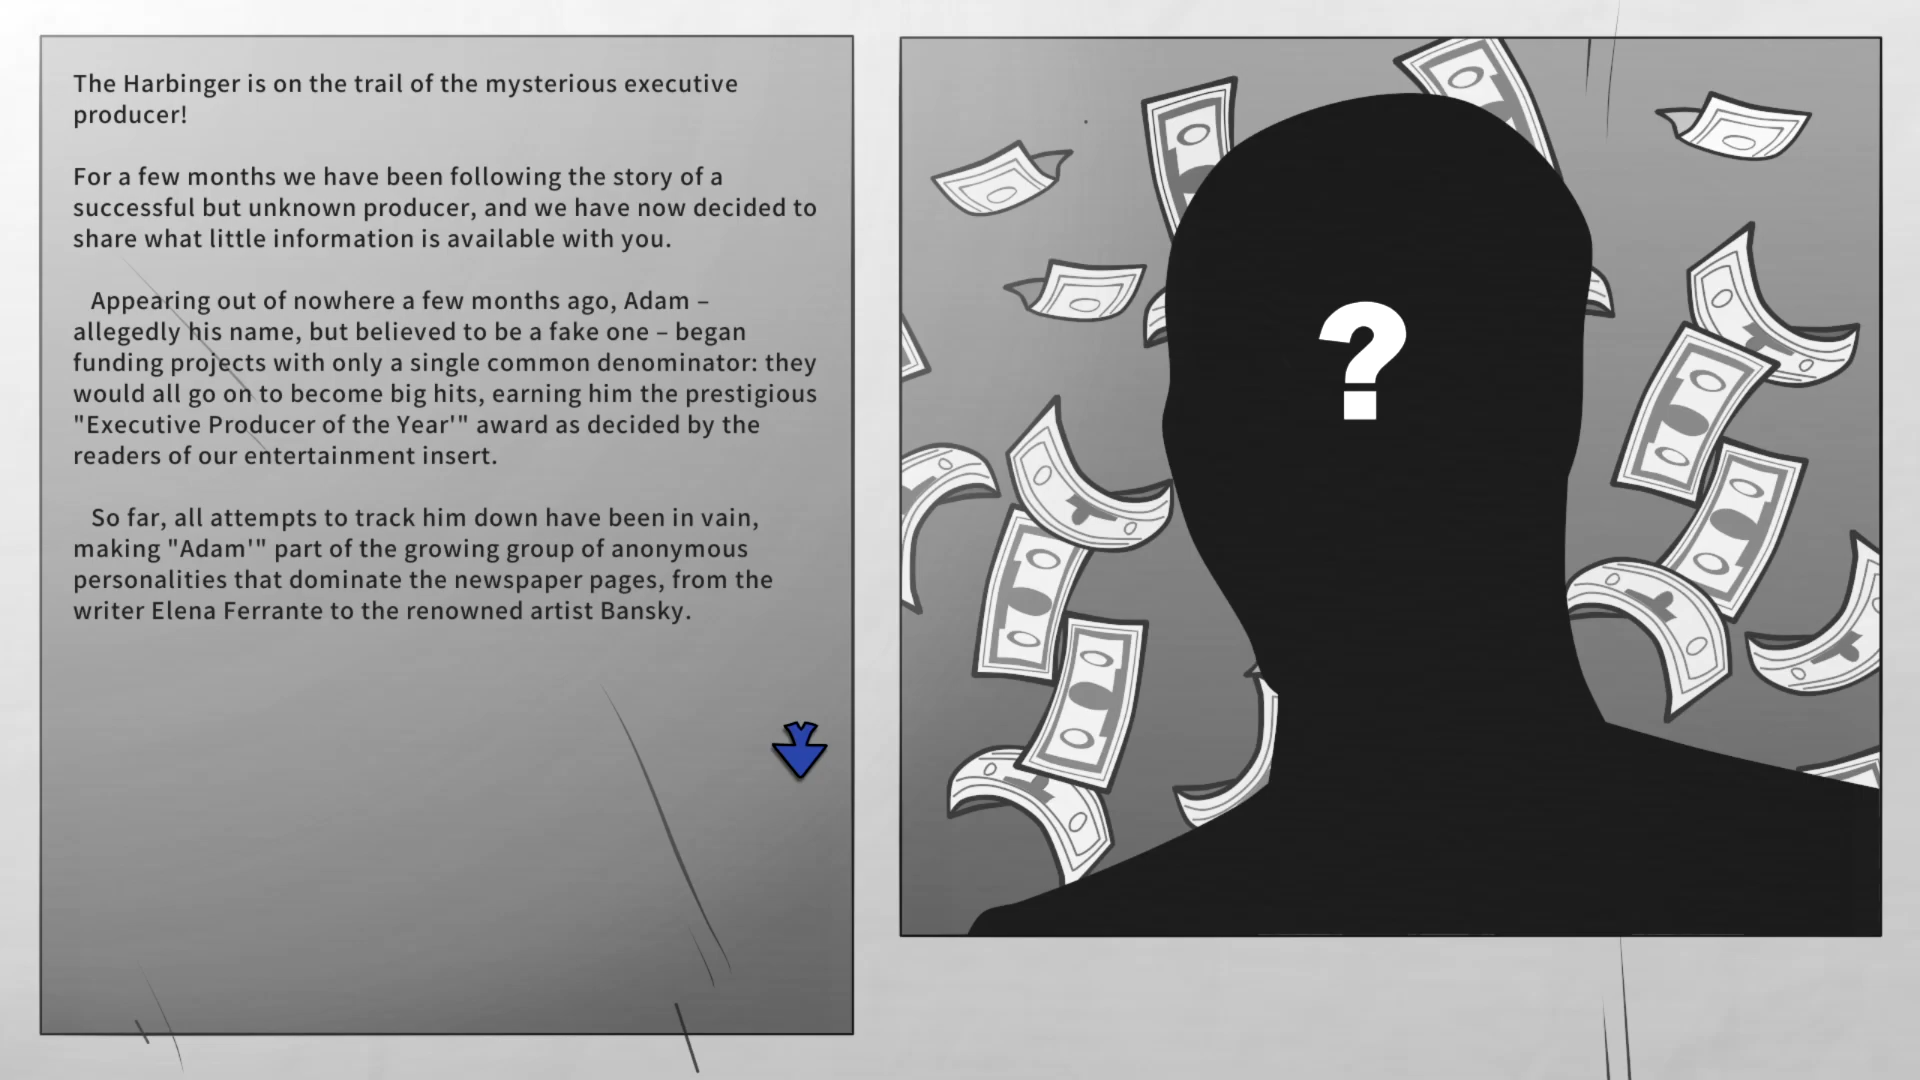 The Harbinger is on the trail of the mysterious executive
producer!
For a few months we have been following the story of a
successful but unknown producer, and we have now decided to
share what little information is available with you.
Appearing out of nowhere a few months ago, Adam –
allegedly his name, but believed to be a fake one – began
funding projects with only a single common denominator: they
would all go on to become big hits, earning him the prestigious
"Executive Producer of the Year'" award as decided by the
readers of our entertainment insert.
So far, all attempts to track him down have been in vain,
making "Adam'" part of the growing group of anonymous
personalities that dominate the newspaper pages, from the
writer Elena Ferrante to the renowned artist Bansky.
?